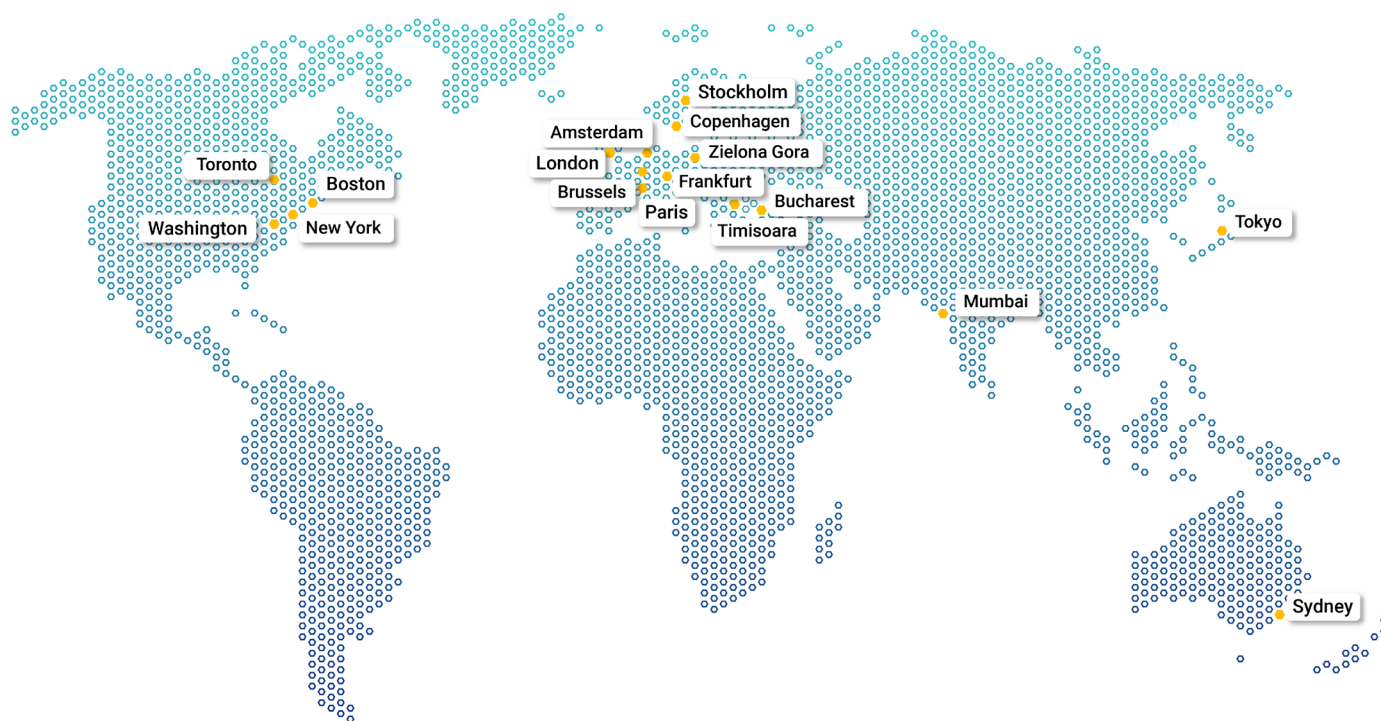 Stockholm
Copenhagen
Amsterdam
Zielona Gora
London
Toronto
Frankfurt
Boston
Brussels
Bucharest
Paris
Tokyo
Washington
New York
Timisoara
Mumbai
Sydney